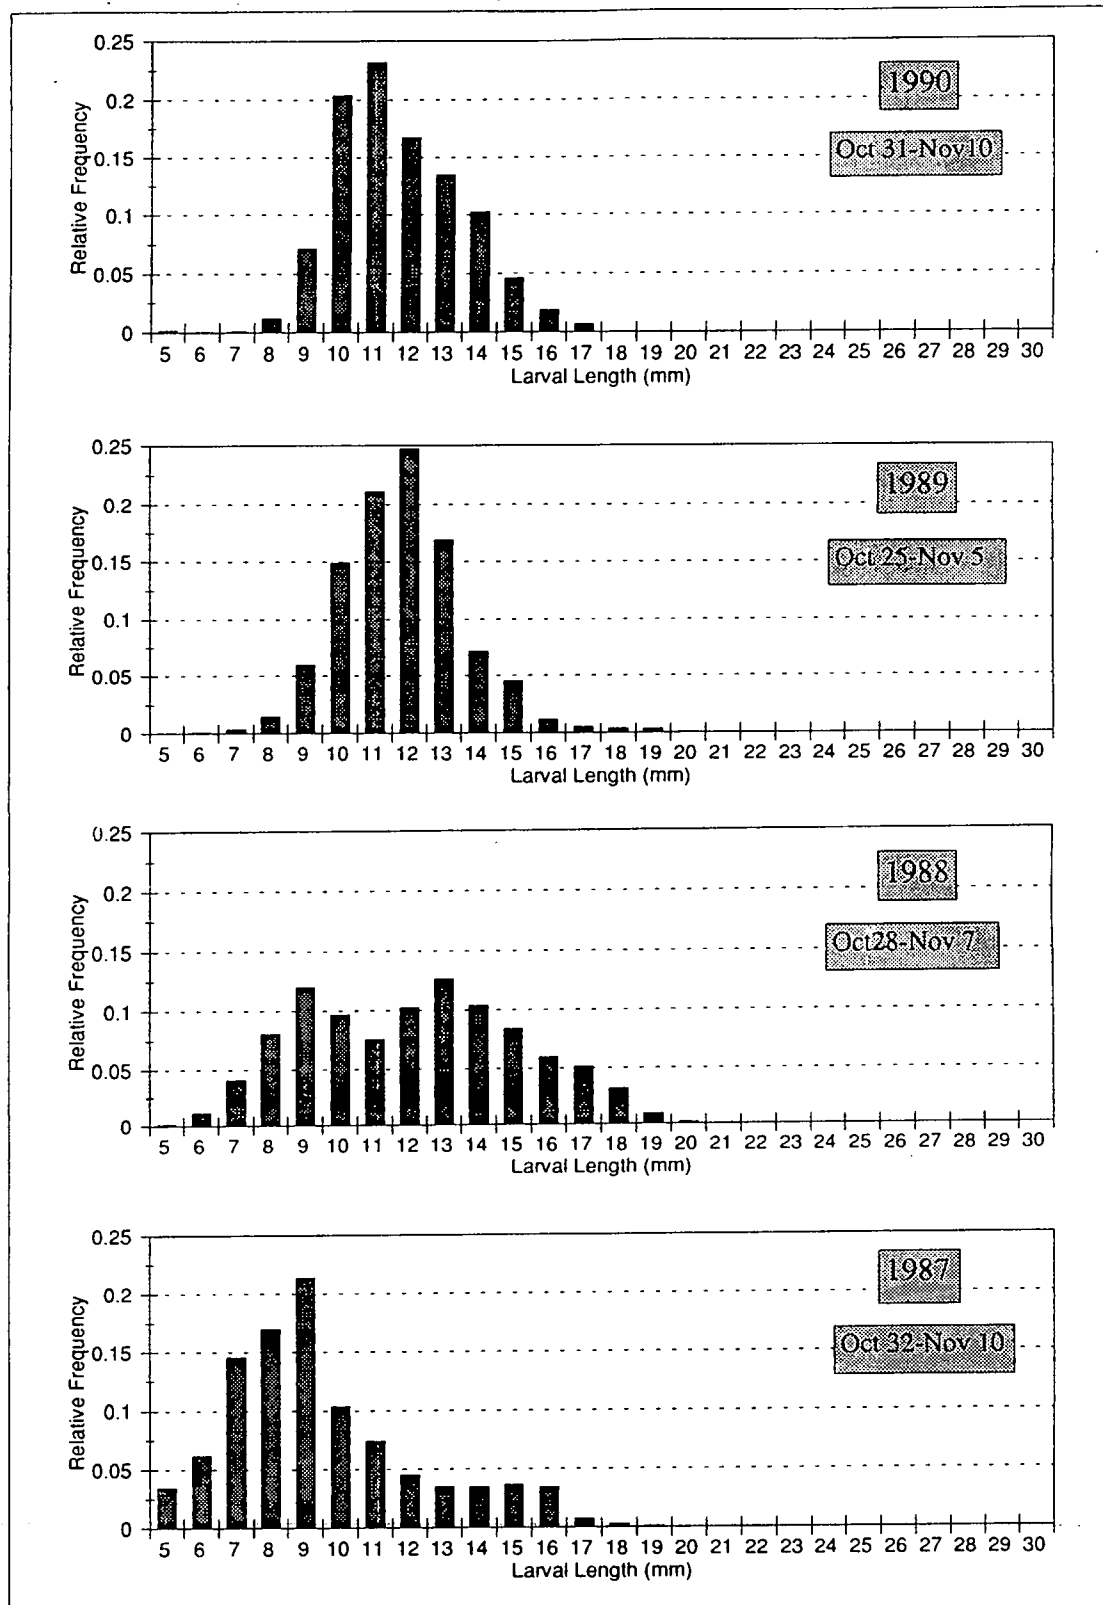 0.25
0.2
0.15
0.1
0.05
0
Relative Frequency
1990
Oct 31-Nov10
5 6 7 8 9 10 11 12 13 14 15 16 17 18 19 20 21 22 23 24 25 26 27 28 29 30
Larval Length (mm)
0.25
0.2
0.15
0.1
0.05
0
Relative Frequency
1989
Oct 25-Nov 5
5 6 7 8 9 10 11 12 13 14 15 16 17 18 19 20 21 22 23 24 25 26 27 28 29 30
Larval Length (mm)
0.25
0.2
0.15
0.1
0.05
0
Relative Frequency
1988
Oct28-Nov 7
5 6 7 8 9 10 11 12 13 14 15 16 17 18 19 20 21 22 23 24 25 26 27 28 29 30
Larval Length (mm)
0.25
0.2
0.15
0.1
0.05
0
Relative Frequency
1987
Oct 32-Nov 10
5 6 7 8 9 10 11 12 13 14 15 16 17 18 19 20 21 22 23 24 25 26 27 28 29 30
Larval Length (mm)